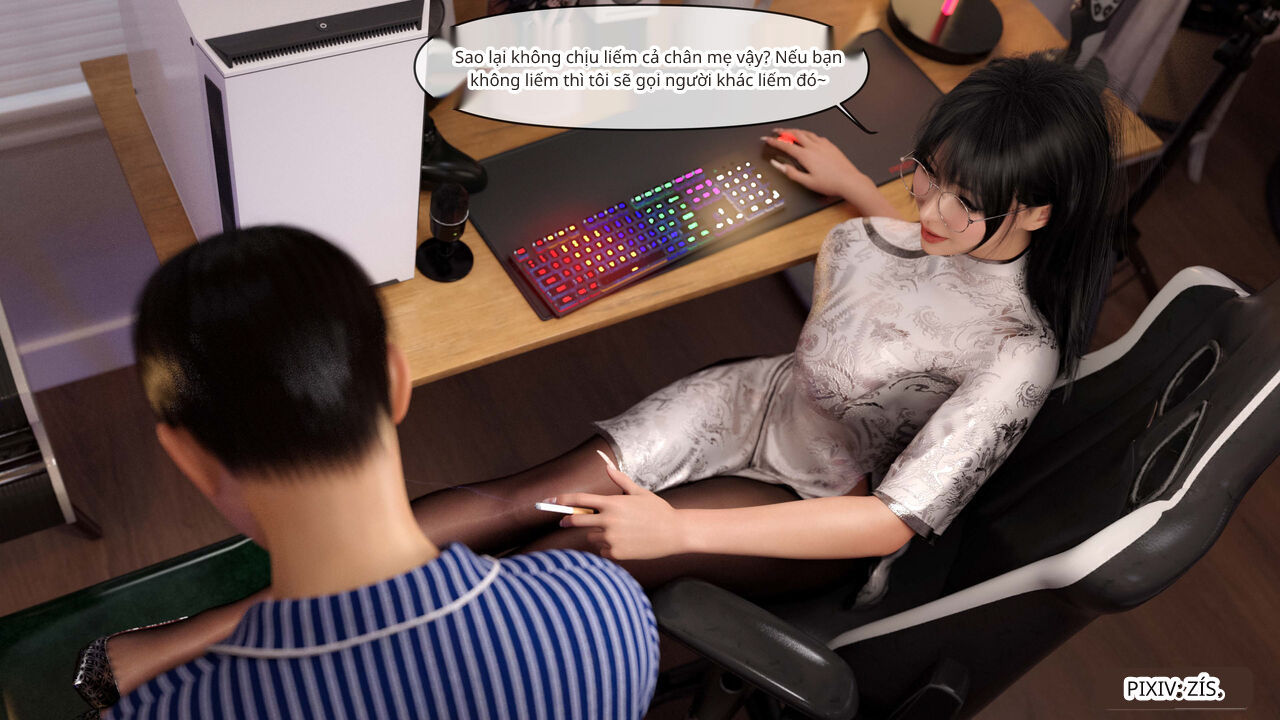 Sao lại không chịu liếm cả chân mẹ vậy? Nếu bạn
không liếm thì tôi sẽ gọi người khác liếm đó~
PIXIV: ZÍS.